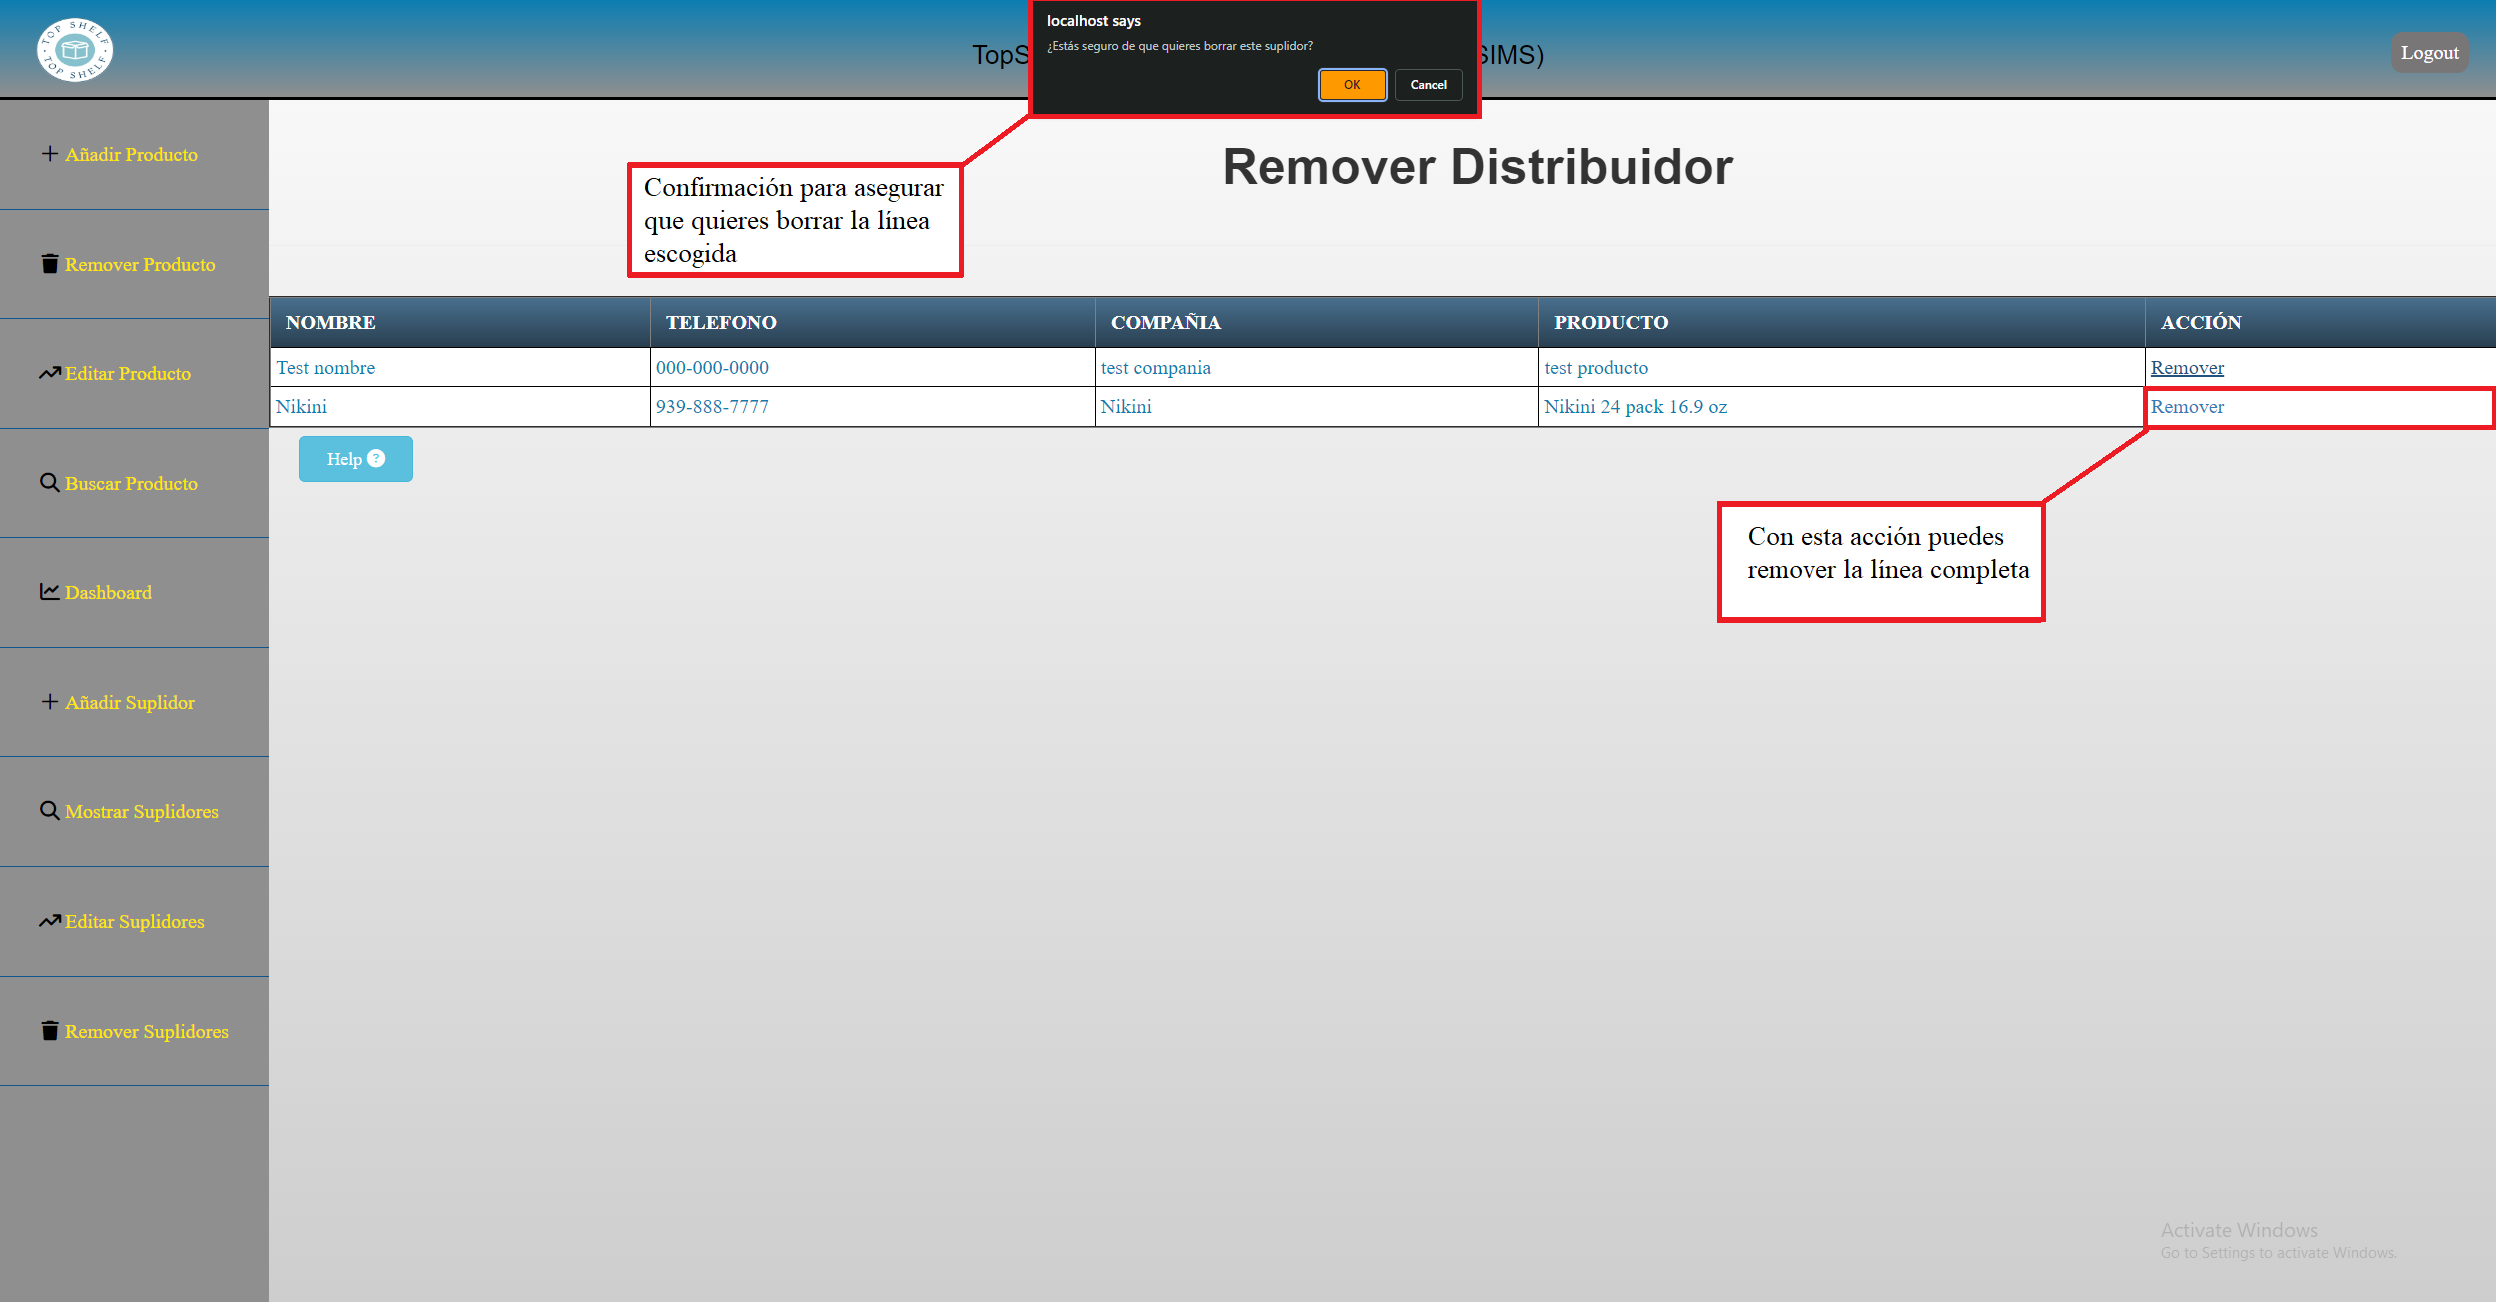 TOP SHELF
TOP SHELF
TopS
SIMS)
Logout
localhost says
¿Estás seguro de que quieres borrar este suplidor?
OK
Cancel
Añadir Producto
Remover Producto
Editar Producto
Buscar Producto
Dashboard
Añadir Suplidor
Mostrar Suplidores
Editar Suplidores
Remover Suplidores
Remover Distribuidor
Confirmación para asegurar
que quieres borrar la línea
escogida
NOMBRE TELEFONO COMPAÑIA PRODUCTO ACCIÓN
Test nombre 000-000-0000 test compania test producto Remover
Nikini 939-888-7777 Nikini Nikini 24 pack 16.9 oz Remover
Help ?
Con esta acción puedes
remover la línea completa
Activate Windows
Go to Settings to activate Windows.